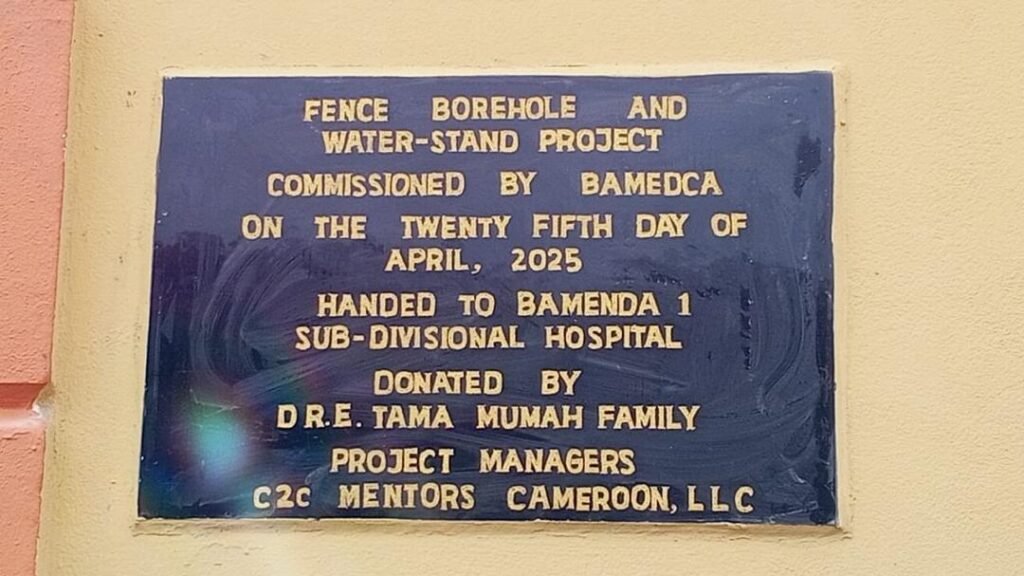 FENCE BOREHOLE AND
WATER-STAND PROJECT
COMMISSIONED BY BAMEDCA
ON THE TWENTY FIFTH DAY OF
APRIL, 2025
HANDED TO BAMENDA 1
SUB-DIVISIONAL HOSPITAL
DONATED BY
DR.E. TAMA MUMAH FAMILY
PROJECT MANAGERS
C2C MENTORS CAMEROON, LLC